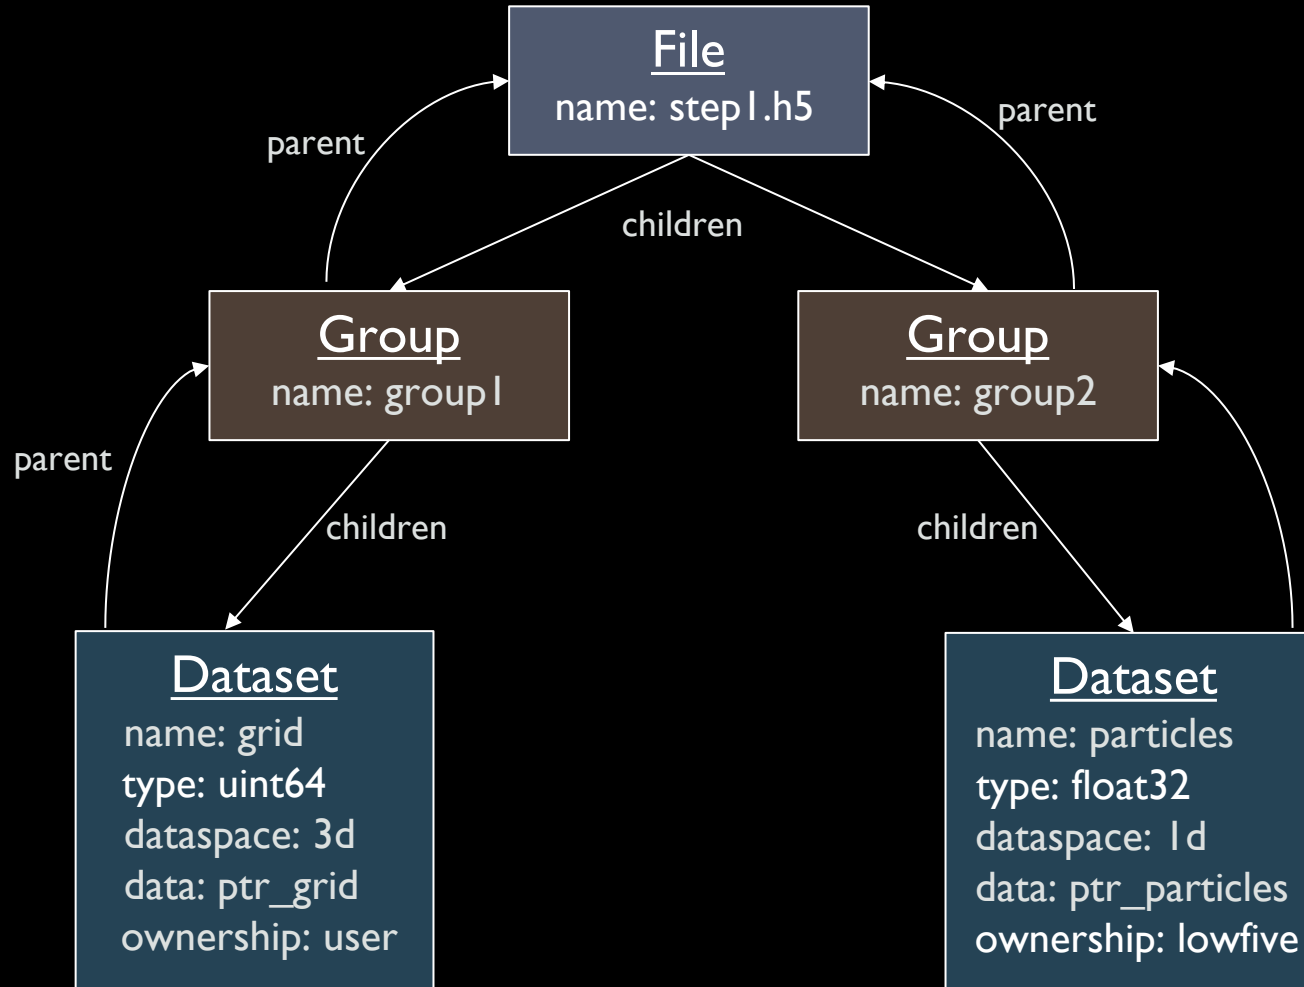 File
name: step1.h5
parent
parent
children
Group
name: group1
Group
name: group2
parent
children
children
Dataset
name: grid
type: uint64
dataspace: 3d
data: ptr_grid
ownership: user
Dataset
name: particles
type: float32
dataspace: 1d
data: ptr_particles
ownership: lowfive